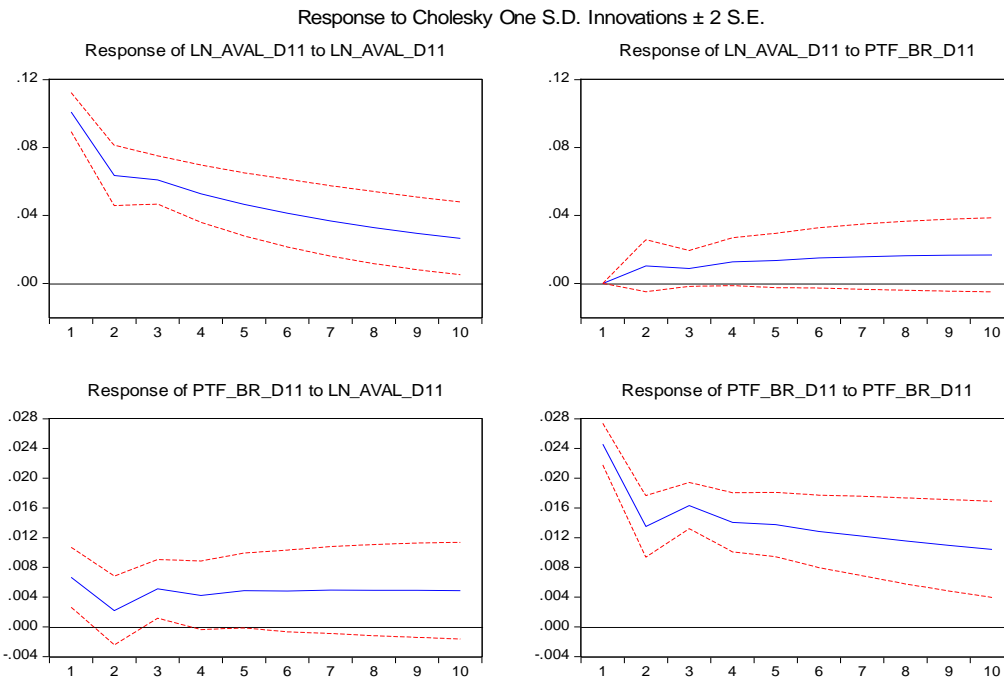 Response to Cholesky One S.D. Innovations ± 2 S.E.
Response of LN_AVAL_D11 to LN_AVAL_D11
.12
.08
.04
.00
1 2 3 4 5 6 7 8 9 10
Response of LN_AVAL_D11 to PTF_BR_D11
.12
.08
.04
.00
1 2 3 4 5 6 7 8 9 10
Response of PTF_BR_D11 to LN_AVAL_D11
.028
.024
.020
.016
.012
.008
.004
.000
-.004
1 2 3 4 5 6 7 8 9 10
Response of PTF_BR_D11 to PTF_BR_D11
.028
.024
.020
.016
.012
.008
.004
.000
-.004
1 2 3 4 5 6 7 8 9 10